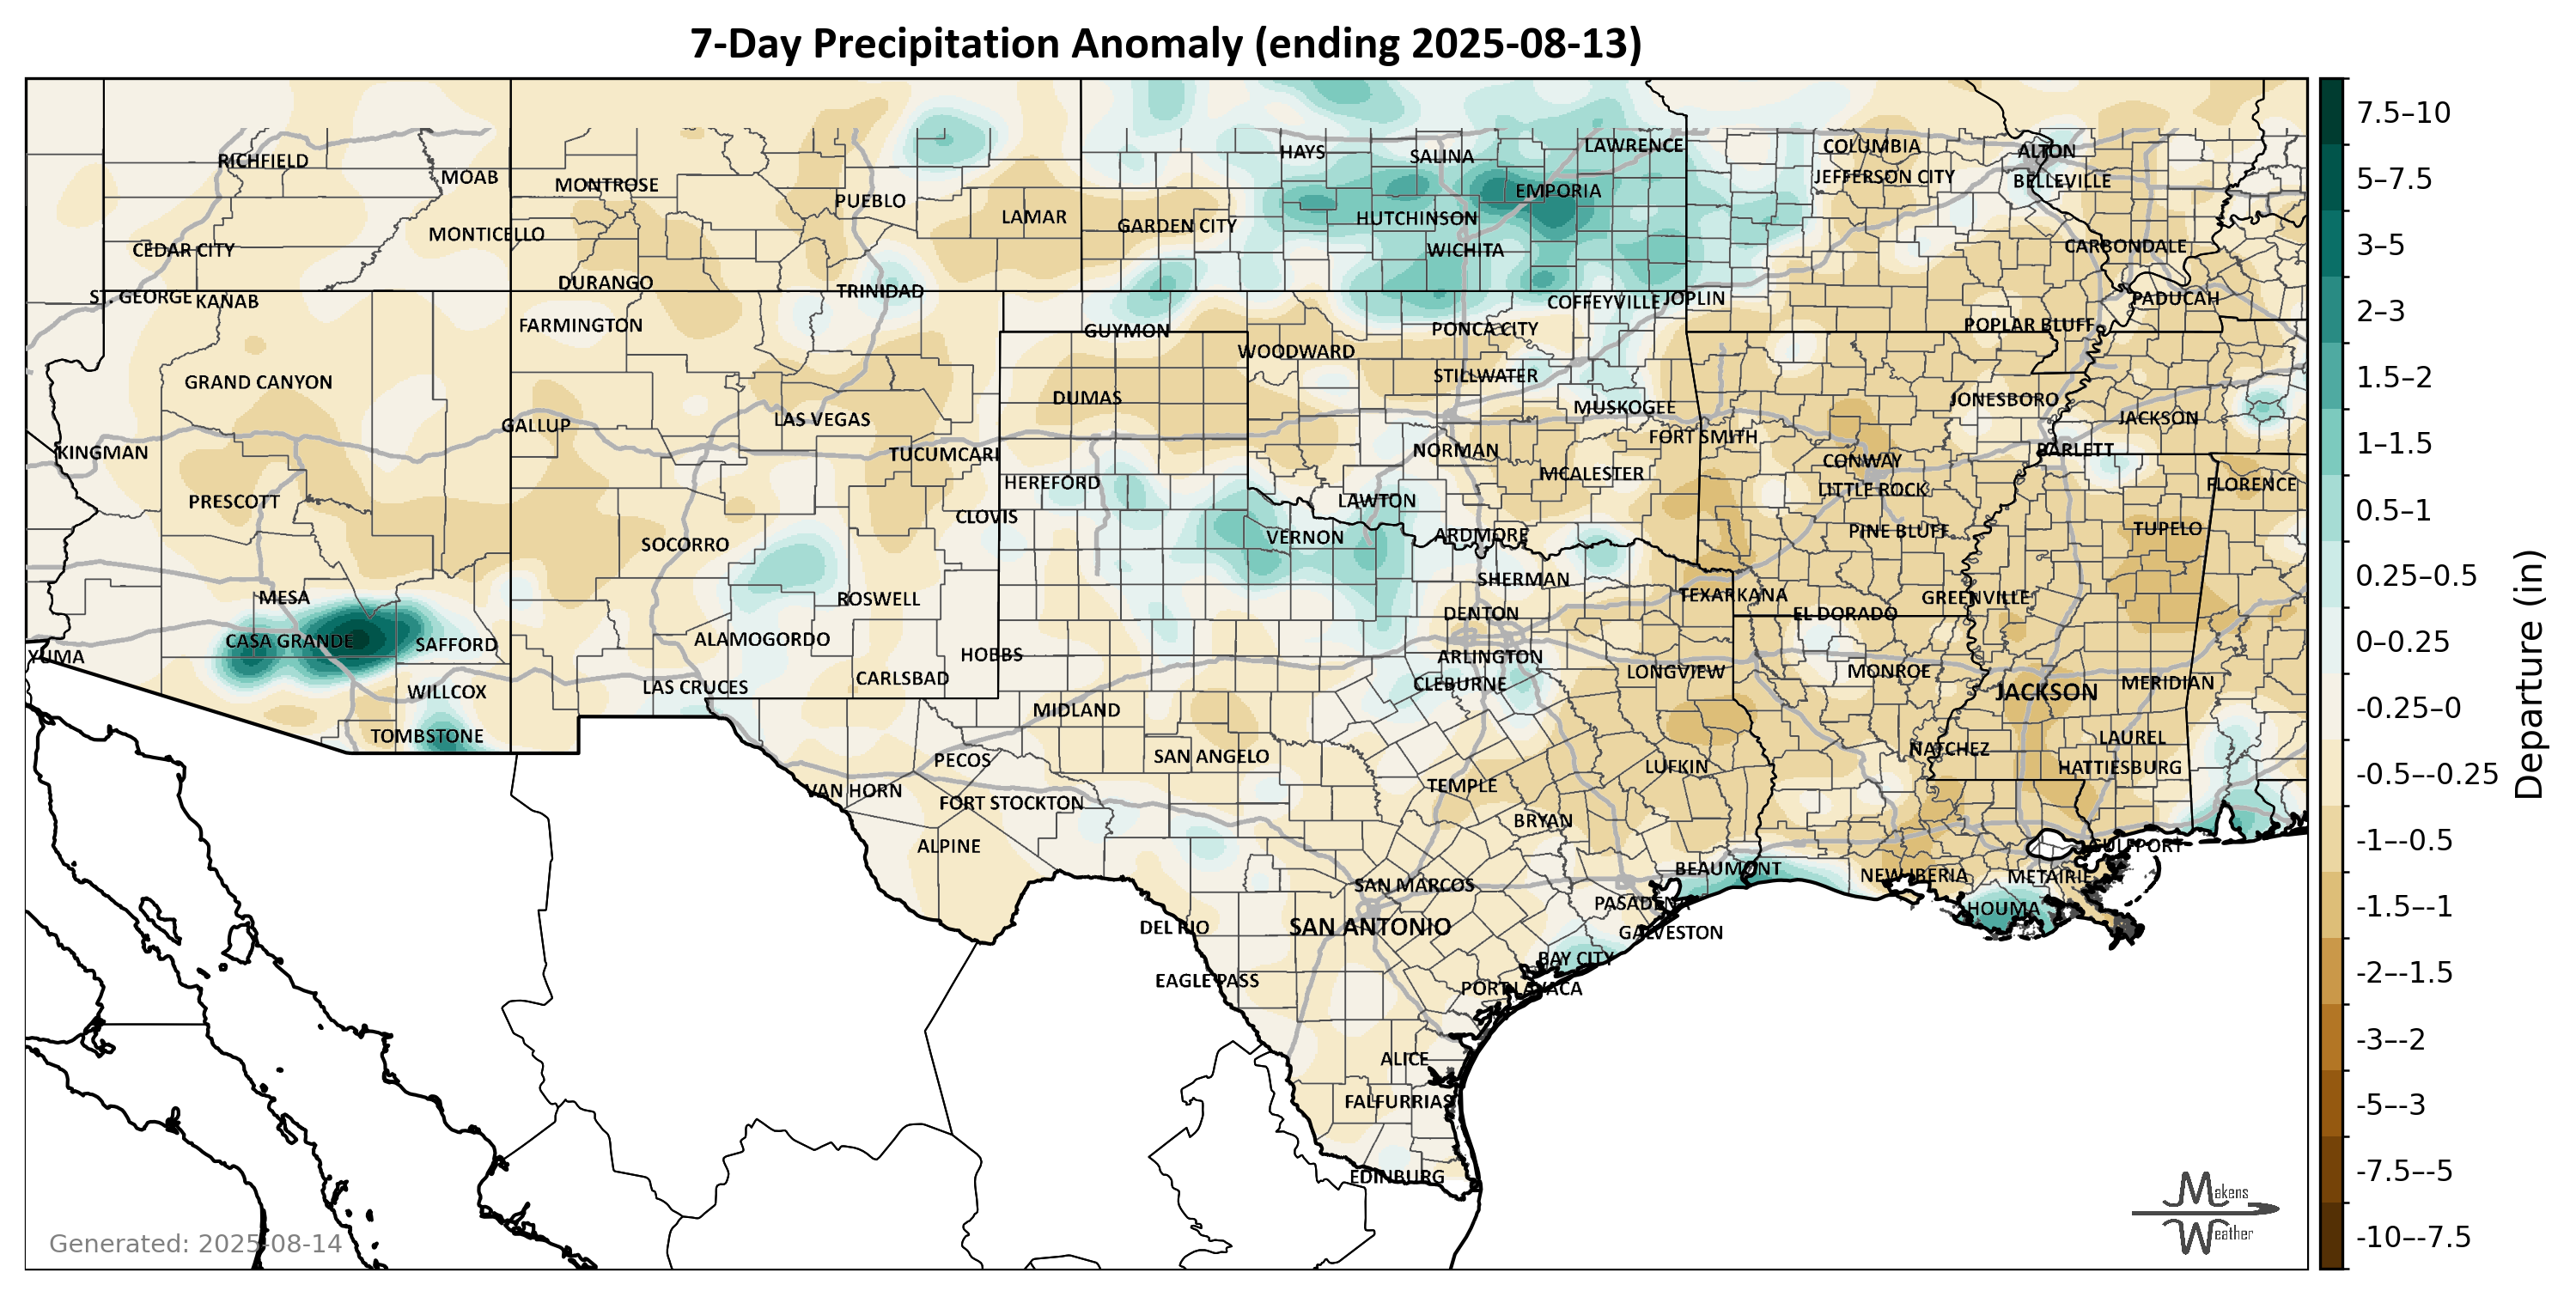 7-Day Precipitation Anomaly (ending 2025-08-13)
HAYS
SALINA
LAWRENCE
COLUMBIA
ALTON
RICHFIELD
MOAB
MONTROSE
PUEBLO
LAMAR
GARDEN CITY
HUTCHINSON
EMPORIA
JEFFERSON CITY
BELLEVILLE
CEDAR CITY
MONTICELLO
WICHITA
CARBONDALE
ST. GEORGE
KANAB
DURANGO
TRINIDAD
COFFEYVILLE
JOPLIN
PADUCAH
FARMINGTON
GUYMON
PONCA CITY
POPLAR BLUFF
WOODWARD
GRAND CANYON
DUMAS
STILLWATER
MUSKOGEE
JONESBORO
JACKSON
GALLUP
LAS VEGAS
FORT SMITH
KINGMAN
TUCUMCARI
NORMAN
CONWAY
BARLETT
PRESCOTT
HEREFORD
MCALESTER
LITTLE ROCK
FLORENCE
CLOVIS
LAWTON
SOCORRO
VERNON
ARDMORE
PINE BLUFF
TUPELO
MESA
ROSWELL
SHERMAN
TEXARKANA
GREENVILLE
CASA GRANDE
SAFFORD
ALAMOGORDO
DENTON
EL DORADO
YUMA
HOBBS
ARLINGTON
WILLCOX
LAS CRUCES
CARLSBAD
CLEBURNE
LONGVIEW
MONROE
JACKSON
MERIDIAN
TOMBSTONE
MIDLAND
PECOS
SAN ANGELO
NATCHEZ
LAUREL
VAN HORN
FORT STOCKTON
TEMPLE
LUFKIN
HATTIESBURG
ALPINE
BRYAN
GULFPORT
SAN MARCOS
BEAUMONT
NEW IBERIA
METAIRIE
DEL RIO
SAN ANTONIO
PASADENA
GALVESTON
HOUMA
EAGLE PASS
BAY CITY
PORT LAVACA
ALICE
FALFURRIAS
EDINBURG
7.5–10
5–7.5
3–5
2–3
1.5–2
1–1.5
0.5–1
0.25–0.5
0–0.25
-0.25–0
-0.5–-0.25
-1–-0.5
-1.5–-1
-2–-1.5
-3–-2
-5–-3
-7.5–-5
-10–-7.5
Departure (in)
Generated: 2025-08-14
Makens
Weather